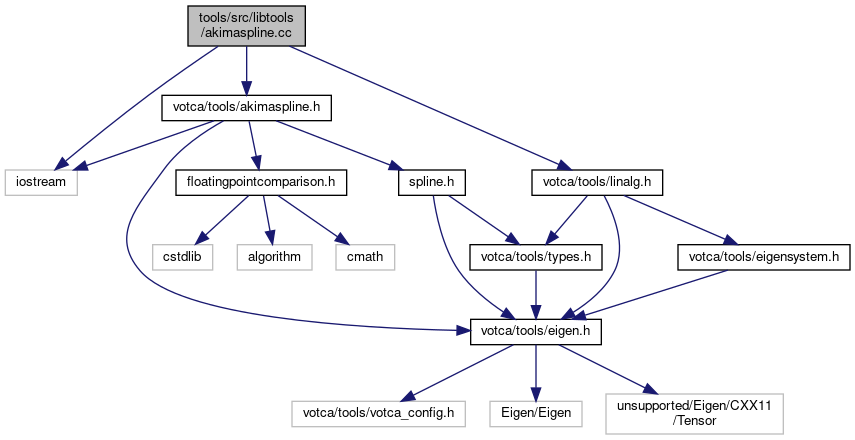 tools/src/libtools
/akimaspline.cc
votca/tools/akimaspline.h
iostream
floatingpointcomparison.h
spline.h
votca/tools/linalg.h
cstdlib
algorithm
cmath
votca/tools/types.h
votca/tools/eigensystem.h
votca/tools/eigen.h
votca/tools/votca_config.h
Eigen/Eigen
unsupported/Eigen/CXX11
/Tensor